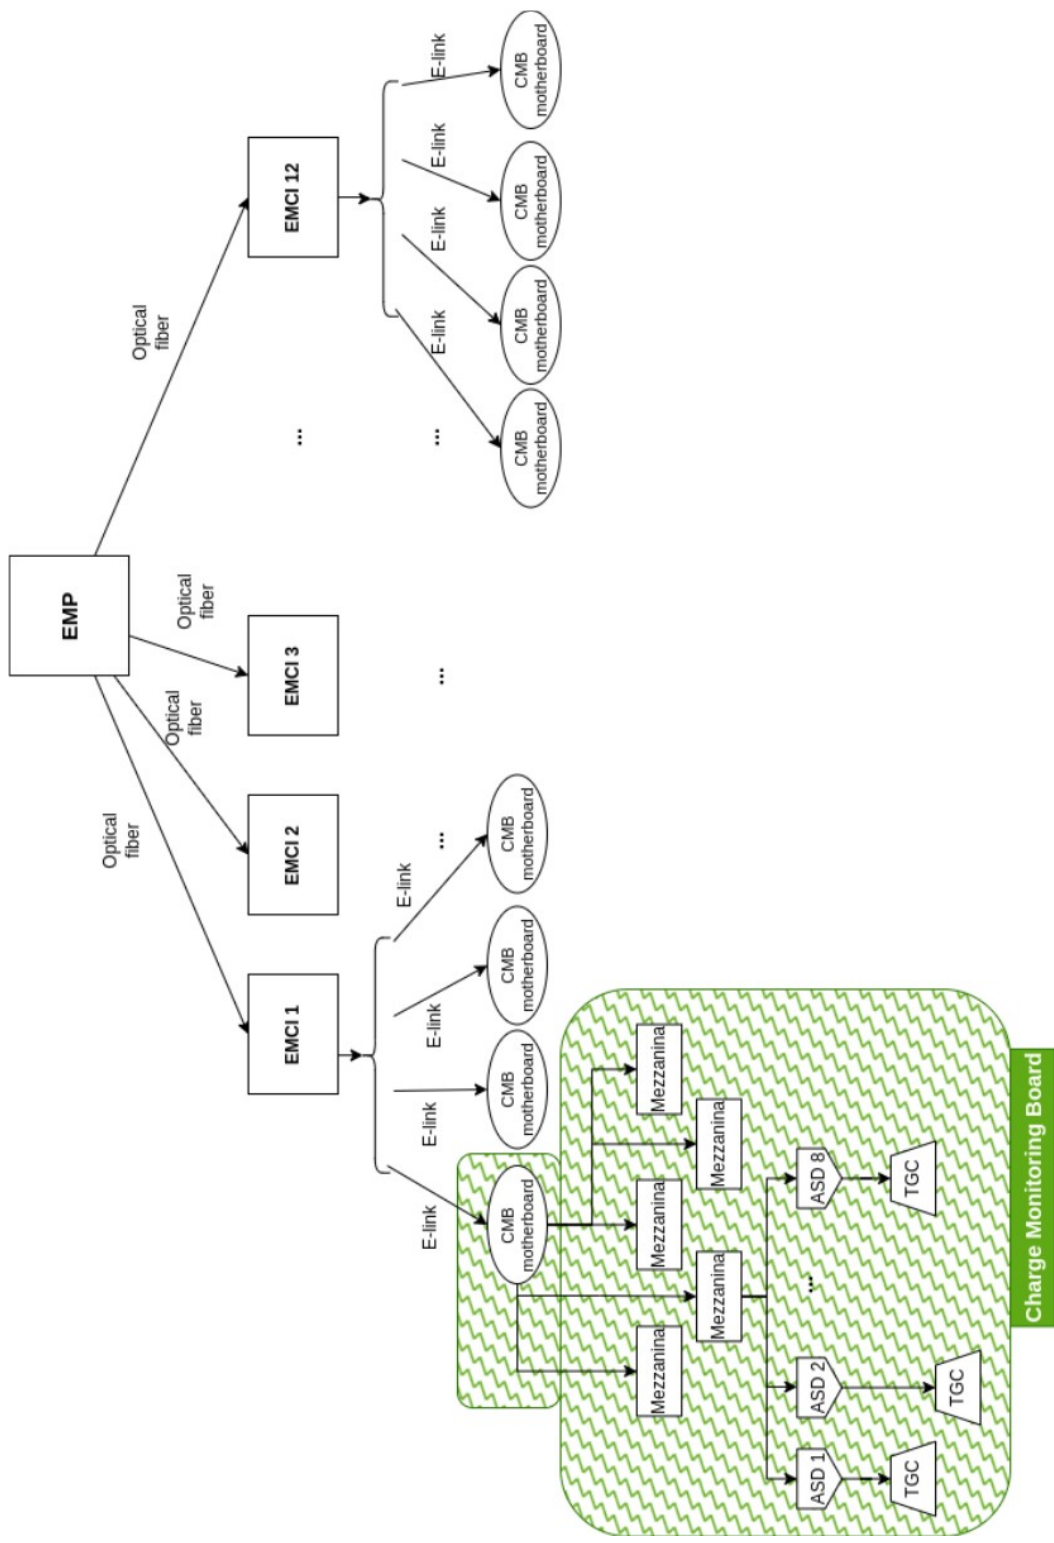 EMP
Optical
fiber
Optical
fiber
Optical
fiber
Optical
fiber
EMCI 1
EMCI 2
EMCI 3
...
EMCI 12
E-link
E-link
E-link
E-link
...
...
...
E-link
E-link
E-link
E-link
CMB
motherboard
CMB
motherboard
CMB
motherboard
CMB
motherboard
CMB
motherboard
CMB
motherboard
CMB
motherboard
CMB
motherboard
Mezzanina
Mezzanina
Mezzanina
Mezzanina
Mezzanina
ASD 1
ASD 2
...
ASD 8
TGC
TGC
TGC
Charge Monitoring Board